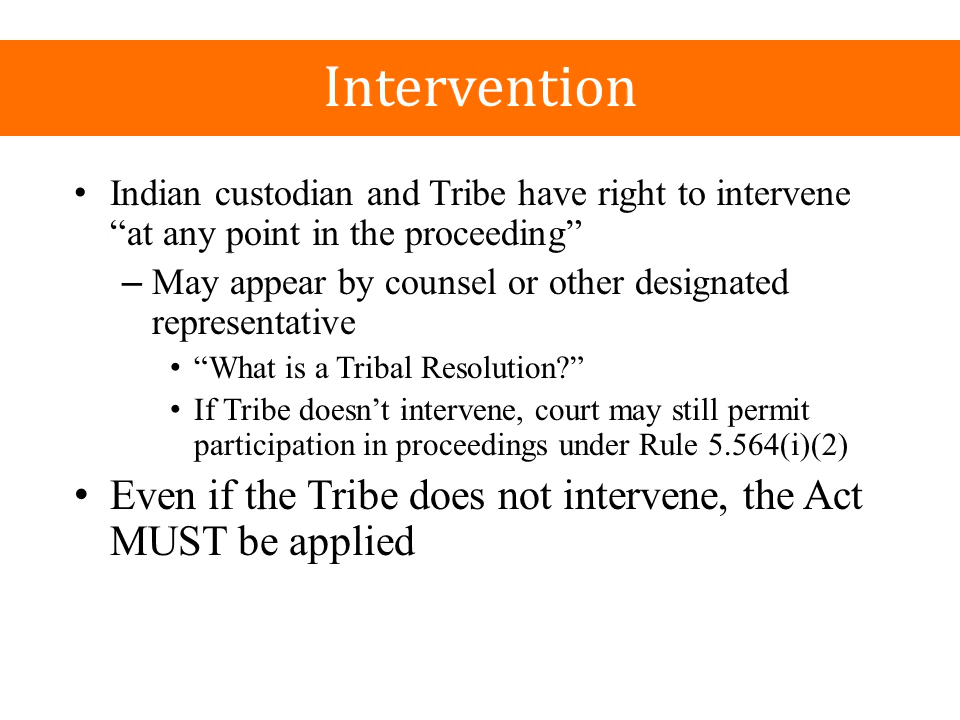 Intervention
• Indian custodian and Tribe have right to intervene
“at any point in the proceeding”
– May appear by counsel or other designated
representative
• “What is a Tribal Resolution?”
• If Tribe doesn’t intervene, court may still permit
participation in proceedings under Rule 5.564(i)(2)
• Even if the Tribe does not intervene, the Act
MUST be applied